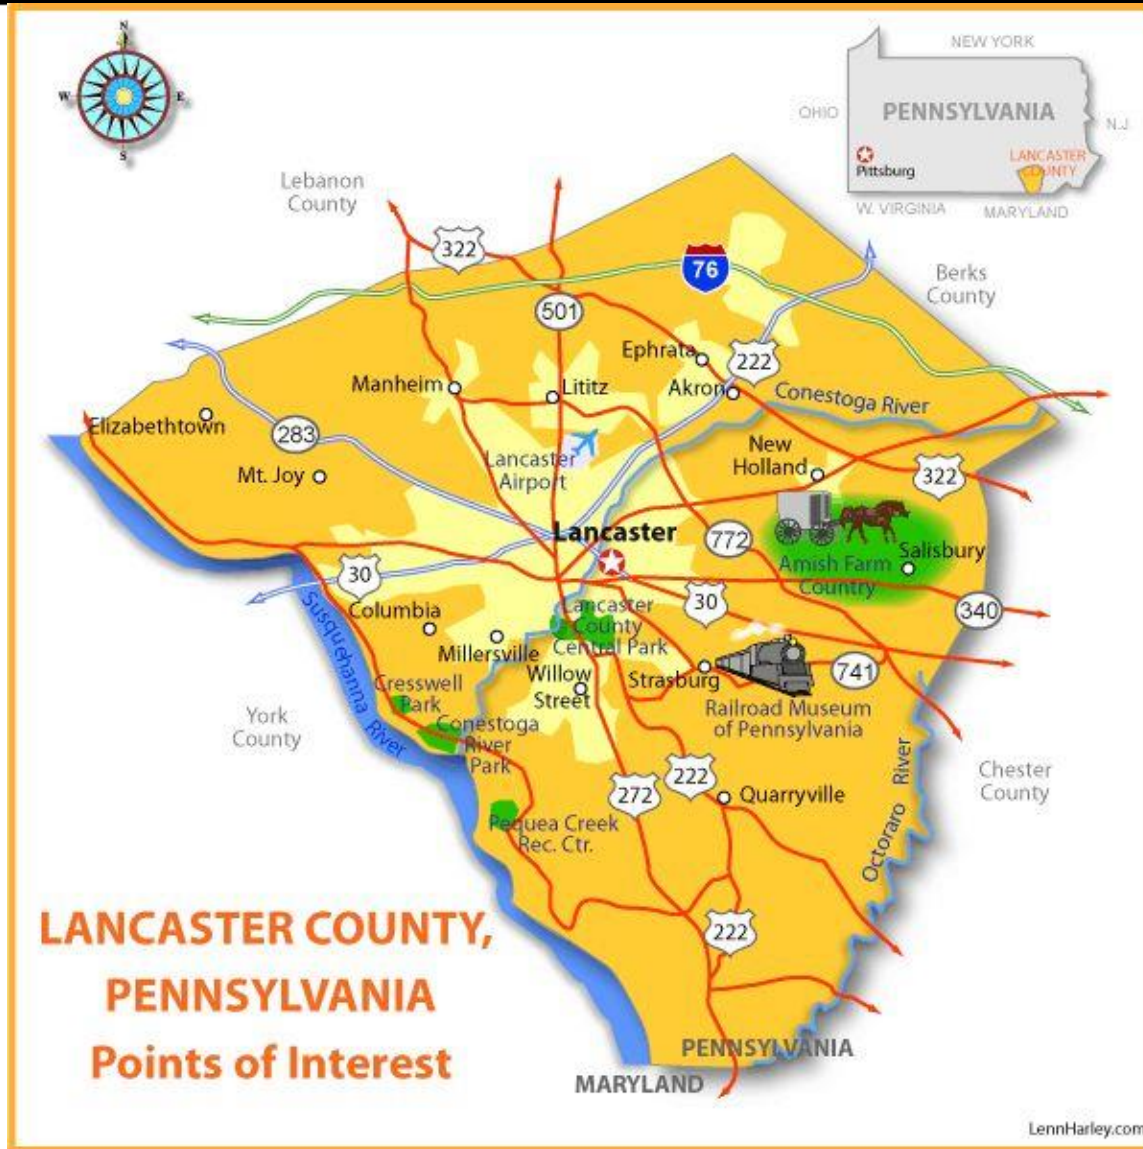 N
W
E
S
NEW YORK
OHIO
PENNSYLVANIA
N.J.
Pittsburg
LANCASTER
COUNTY
W. VIRGINIA
MARYLAND
Lebanon
County
322
76
Berks
County
501
Ephrata
222
Manheim
Lititz
Akron
Conestoga River
Elizabethtown
283
Mt. Joy
Lancaster
Airport
New
Holland
322
Lancaster
772
Amish Farm
Country
Salisbury
30
30
340
Columbia
Lancaster
County
Central Park
Millersville
Susquehanna River
Willow
Street
Strasburg
741
Cresswell
Park
Railroad Museum
of Pennsylvania
York
County
Conestoga
River
Park
Octoraro River
Chester
County
272
222
Quarryville
Pequea Creek
Rec. Ctr.
222
LANCASTER COUNTY,
PENNSYLVANIA
Points of Interest
PENNSYLVANIA
MARYLAND
LennHarley.com